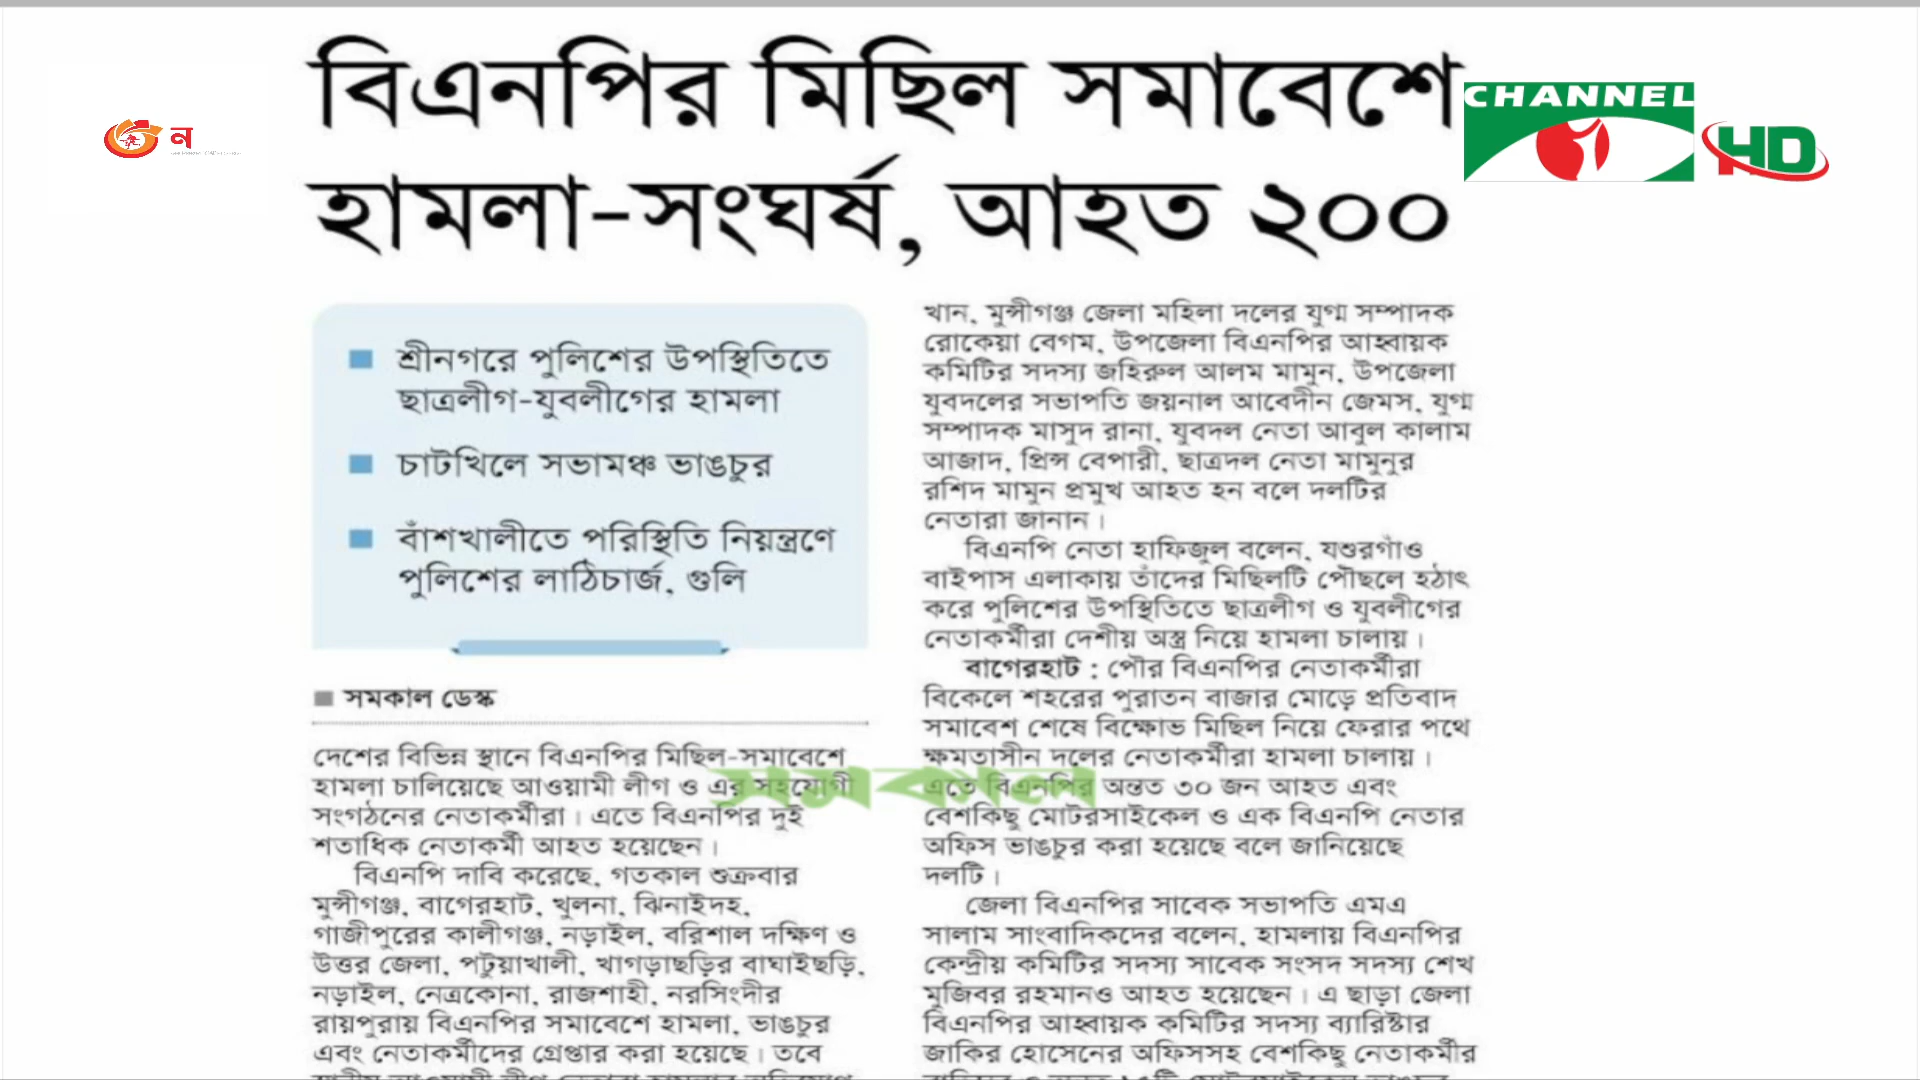 বিএনপির মিছিল সমাবেশে
হামলা-সংঘর্ষ, আহত ২০০
CHANNEL
HD
ন
শ্রীনগরে পুলিশের উপস্থিতিতে
ছাত্রলীগ-যুবলীগের হামলা
চাটখিলে সভামঞ্চ ভাঙচুর
বাঁশখালীতে পরিস্থিতি নিয়ন্ত্রণে
পুলিশের লাঠিচার্জ, গুলি
সমকাল ডেস্ক
দেশের বিভিন্ন স্থানে বিএনপির মিছিল-সমাবেশে
হামলা চালিয়েছে আওয়ামী লীগ ও এর সহযোগী
সংগঠনের নেতাকর্মীরা। এতে বিএনপির দুই
শতাধিক নেতাকর্মী আহত হয়েছেন।
বিএনপি দাবি করেছে, গতকাল শুক্রবার
মুন্সীগঞ্জ, বাগেরহাট, খুলনা, ঝিনাইদহ,
গাজীপুরের কালীগঞ্জ, নড়াইল, বরিশাল দক্ষিণ ও
উত্তর জেলা, পটুয়াখালী, খাগড়াছড়ির বাঘাইছড়ি,
নড়াইল, নেত্রকোনা, রাজশাহী, নরসিংদীর
রায়পুরায় বিএনপির সমাবেশে হামলা, ভাঙচুর
এবং নেতাকর্মীদের গ্রেপ্তার করা হয়েছে। তবে
খান, মুন্সীগঞ্জ জেলা মহিলা দলের যুগ্ম সম্পাদক
রোকেয়া বেগম, উপজেলা বিএনপির আহ্বায়ক
কমিটির সদস্য জহিরুল আলম মামুন, উপজেলা
যুবদলের সভাপতি জয়নাল আবেদীন জেমস, যুগ্ম
সম্পাদক মাসুদ রানা, যুবদল নেতা আবুল কালাম
আজাদ, প্রিন্স বেপারী, ছাত্রদল নেতা মামুনুর
রশিদ মামুন প্রমুখ আহত হন বলে দলটির
নেতারা জানান।
বিএনপি নেতা হাফিজুল বলেন, যশুরগাঁও
বাইপাস এলাকায় তাঁদের মিছিলটি পৌঁছলে হঠাৎ
করে পুলিশের উপস্থিতিতে ছাত্রলীগ ও যুবলীগের
নেতাকর্মীরা দেশীয় অস্ত্র নিয়ে হামলা চালায়।
বাগেরহাট : পৌর বিএনপির নেতাকর্মীরা
বিকেলে শহরের পুরাতন বাজার মোড়ে প্রতিবাদ
সমাবেশ শেষে বিক্ষোভ মিছিল নিয়ে ফেরার পথে
ক্ষমতাসীন দলের নেতাকর্মীরা হামলা চালায়।
এতে বিএনপির অন্তত ৩০ জন আহত এবং
বেশকিছু মোটরসাইকেল ও এক বিএনপি নেতার
অফিস ভাঙচুর করা হয়েছে বলে জানিয়েছে
দলটি।
জেলা বিএনপির সাবেক সভাপতি এমএ
সালাম সাংবাদিকদের বলেন, হামলায় বিএনপির
কেন্দ্রীয় কমিটির সদস্য সাবেক সংসদ সদস্য শেখ
মুজিবর রহমানও আহত হয়েছেন। এ ছাড়া জেলা
বিএনপির আহ্বায়ক কমিটির সদস্য ব্যারিস্টার
জাকির হোসেনের অফিসসহ বেশকিছু নেতাকর্মীর
সমকাল